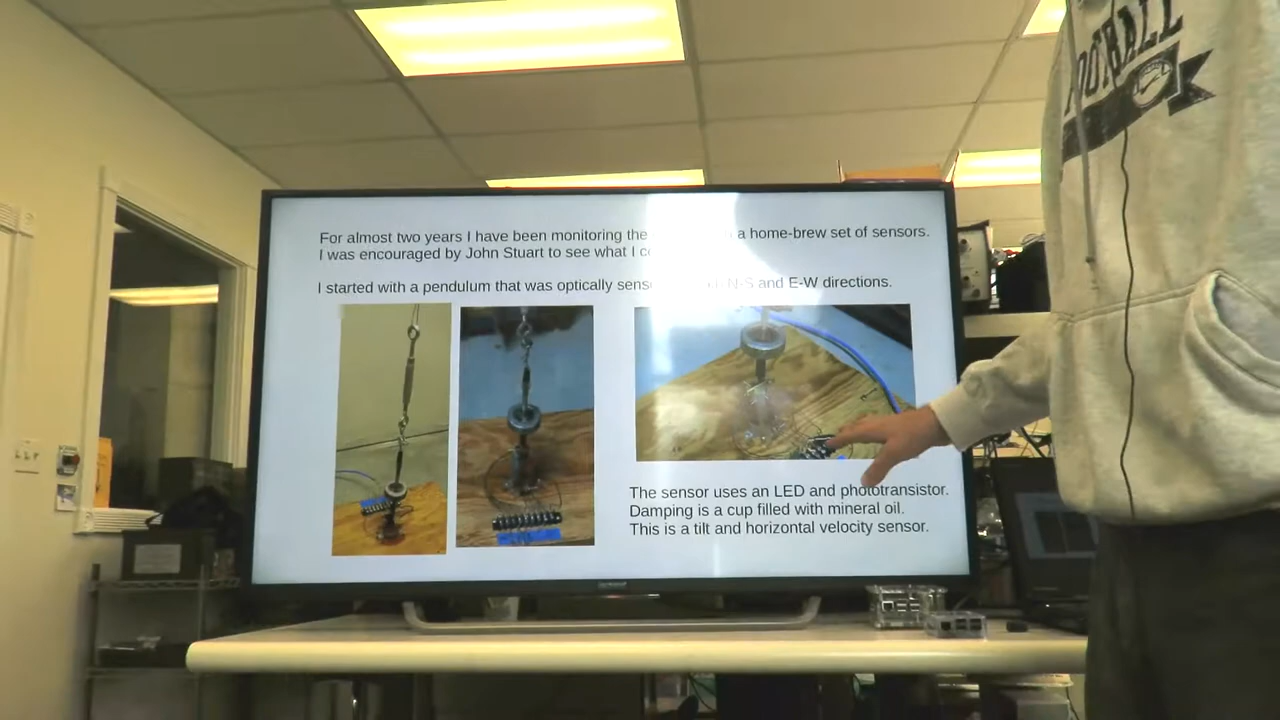 For almost two years I have been monitoring the a home-brew set of sensors.
I was encouraged by John Stuart to see what I
I started with a pendulum that was optically N-S and E-W directions.
The sensor uses an LED and phototransistor.
Damping is a cup filled with mineral oil.
This is a tilt and horizontal velocity sensor.
FOOTBALL